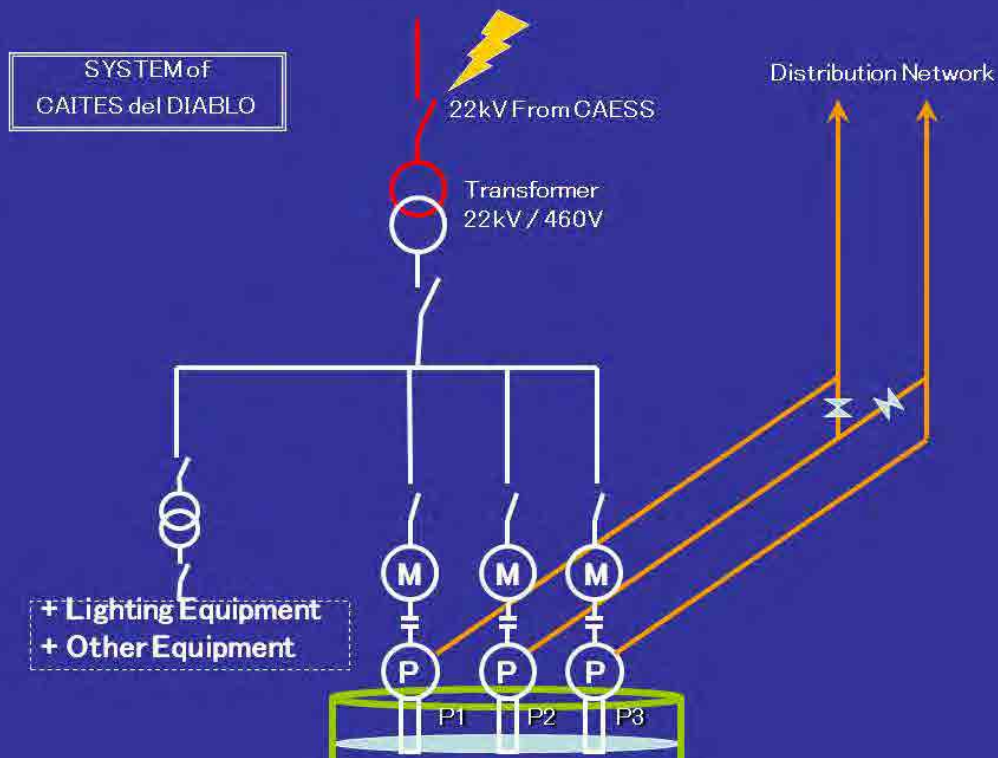 SYSTEM of
CAITES del DIABLO
22kV From CAESS
Distribution Network
Transformer
22kV / 460V
M M M
+ Lighting Equipment
+ Other Equipment
P P P
P1 P2 P3